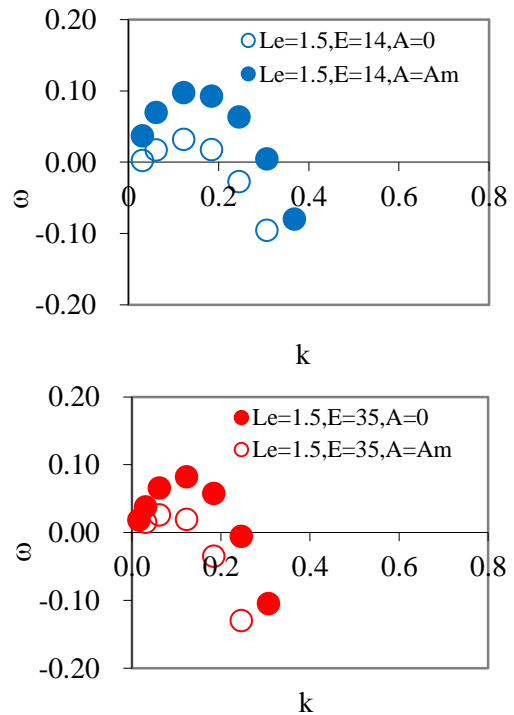 0.20
Le=1.5,E=14,A=0
Le=1.5,E=14,A=Am
0.10
0.00
0 0.2 0.4 0.6 0.8
ω
-0.10
-0.20
k
0.20
Le=1.5,E=35,A=0
Le=1.5,E=35,A=Am
0.10
ω
0.00
0.0 0.2 0.4 0.6 0.8
-0.10
-0.20
k